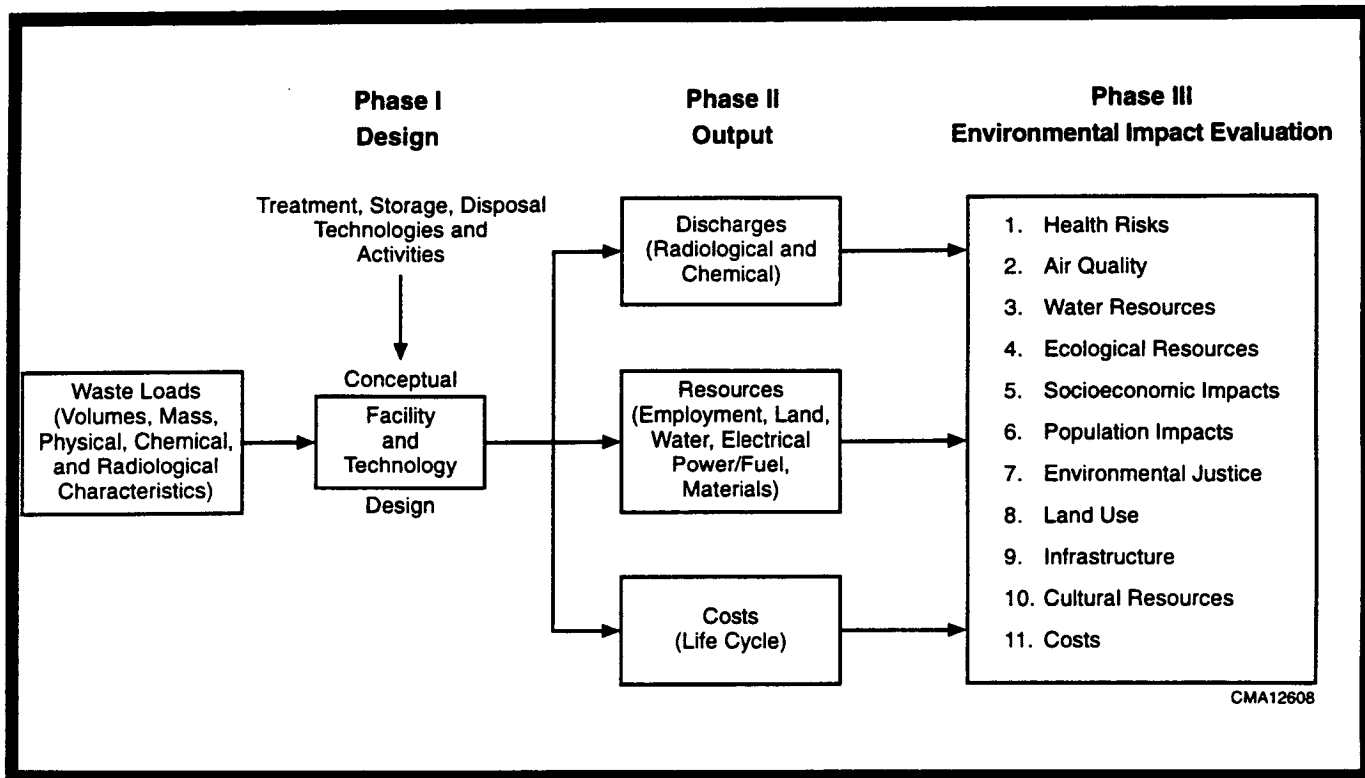 Phase I
Design
Phase II
Output
Phase III
Environmental Impact Evaluation
Treatment, Storage, Disposal
Technologies and
Activities
Waste Loads
(Volumes, Mass,
Physical, Chemical,
and Radiological
Characteristics)
Conceptual
Facility
and
Technology
Design
Discharges
(Radiological and
Chemical)
Resources
(Employment, Land,
Water, Electrical
Power/Fuel,
Materials)
Costs
(Life Cycle)
1. Health Risks
2. Air Quality
3. Water Resources
4. Ecological Resources
5. Socioeconomic Impacts
6. Population Impacts
7. Environmental Justice
8. Land Use
9. Infrastructure
10. Cultural Resources
11. Costs
CMA12608